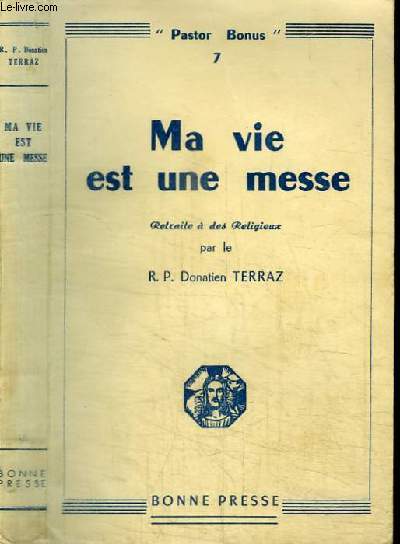 R. P. Donatien
TERRAZ
MA VIE
EST
UNE MESSE
BONNE
PRESSE
" Pastor Bonus "
7
Ma vie
est une messe
Retraite à des Religieux
par le
R. P. Donatien TERRAZ
BONNE PRESSE
© Le-livre.com